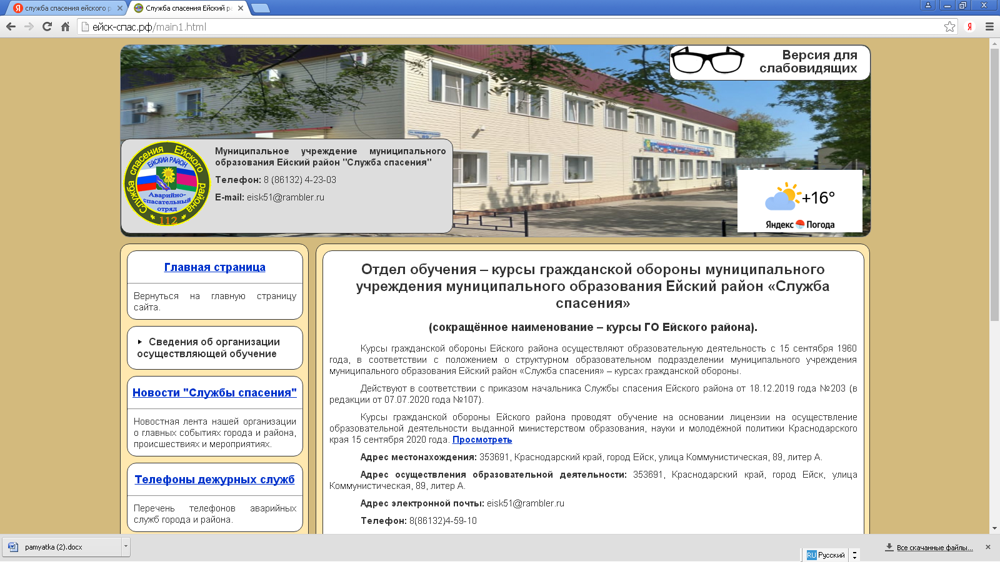 служба спасения ейского р
Служба спасения Ейский ра
ейск-спас.рф/main1.html
Версия для
слабовидящих
Служба спасения Ейского района
ЕЙСКИЙ РАЙОН
Аварийно-
спасательный
отряд
112
Муниципальное учреждение муниципального
образования Ейский район "Служба спасения"
Телефон: 8 (86132) 4-23-03
E-mail: eisk51@rambler.ru
89
+16°
Яндекс Погода
Главная страница
Вернуться на главную страницу
сайта.
Сведения об организации
осуществляющей обучение
Новости "Службы спасения"
Новостная лента нашей организации
о главных событиях города и района,
происшествиях и мероприятиях.
Телефоны дежурных служб
Перечень телефонов аварийных
служб города и района.
Отдел обучения – курсы гражданской обороны муниципального
учреждения муниципального образования Ейский район «Служба
спасения»
(сокращённое наименование – курсы ГО Ейского района).
Курсы гражданской обороны Ейского района осуществляют образовательную деятельность с 15 сентября 1960
года, в соответствии с положением о структурном образовательном подразделении муниципального учреждения
муниципального образования Ейский район «Служба спасения» – курсах гражданской обороны.
Действуют в соответствии с приказом начальника Службы спасения Ейского района от 18.12.2019 года №203 (в
редакции от 07.07.2020 года №107).
Курсы гражданской обороны Ейского района проводят обучение на основании лицензии на осуществление
образовательной деятельности выданной министерством образования, науки и молодёжной политики Краснодарского
края 15 сентября 2020 года. Просмотреть
Адрес местонахождения: 353691, Краснодарский край, город Ейск, улица Коммунистическая, 89, литер А.
Адрес осуществления образовательной деятельности: 353691, Краснодарский край, город Ейск, улица
Коммунистическая, 89, литер А.
Адрес электронной почты: eisk51@rambler.ru
Телефон: 8(86132)4-59-10
pamyatka (2).docx
RU Русский
Все скачанные файлы...